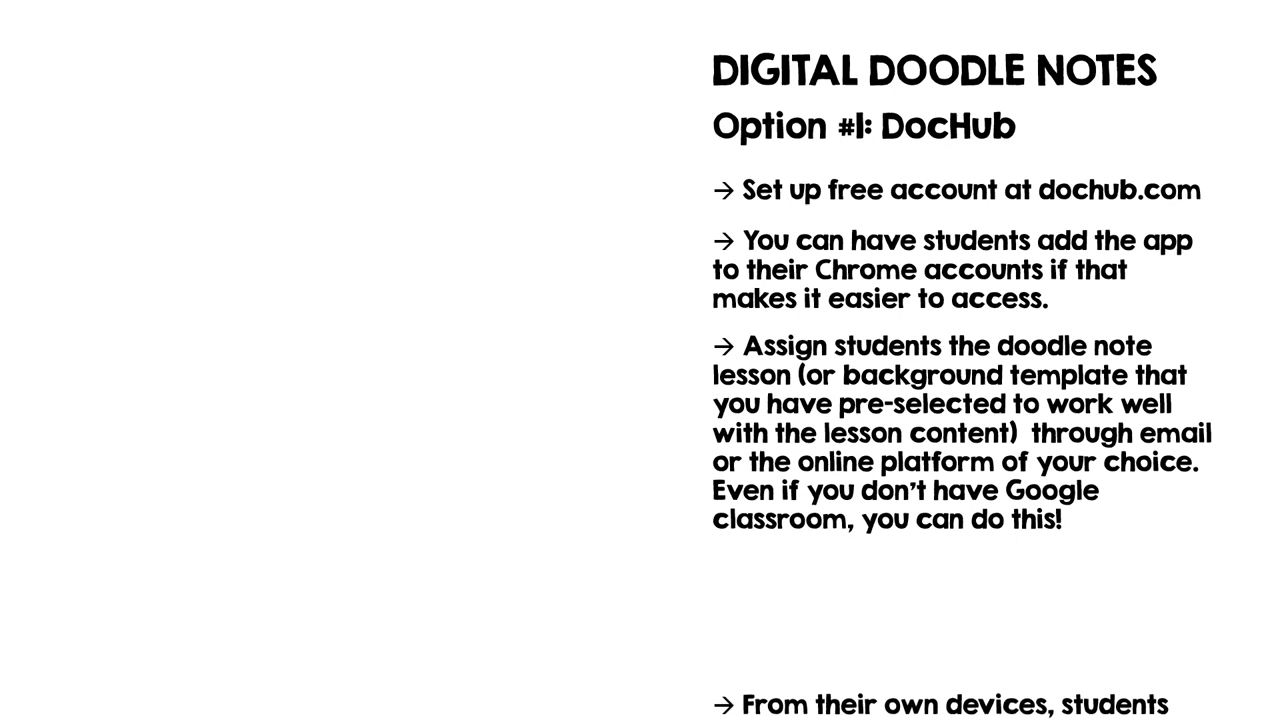 DIGITAL DOODLE NOTES
Option #1: DocHub
→ Set up free account at dochub.com
→ You can have students add the app
to their Chrome accounts if that
makes it easier to access.
→ Assign students the doodle note
lesson (or background template that
you have pre-selected to work well
with the lesson content)  through email
or the online platform of your choice.
Even if you don't have Google
classroom, you can do this!
→ From their own devices, students